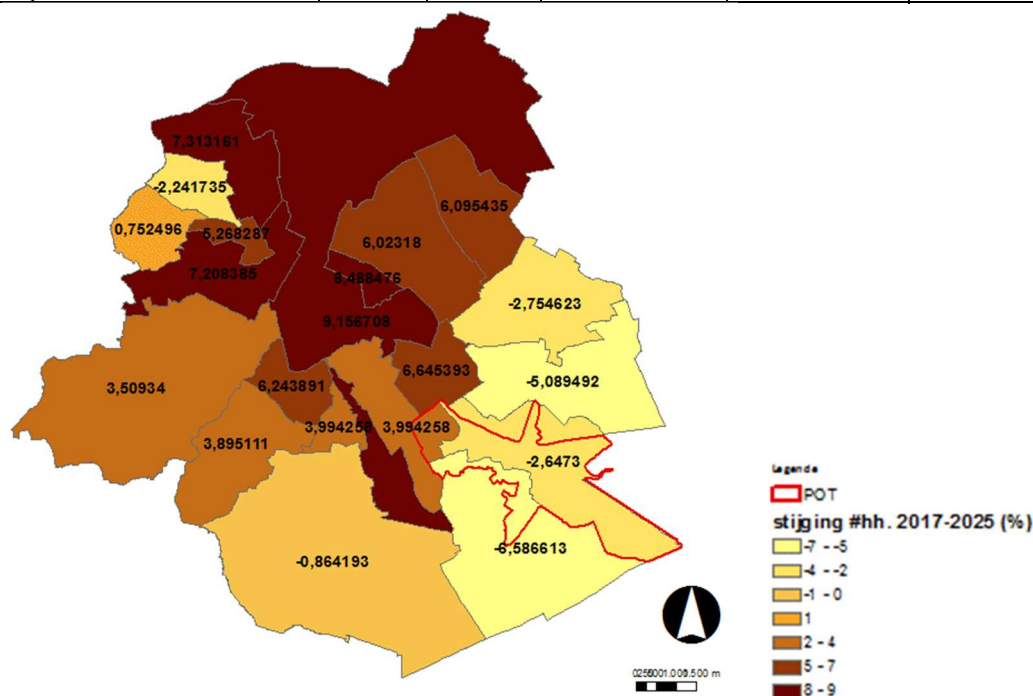 7,313161
-2,241735
6,095435
0,752496
5,268287
6,02318
7,208385
8,488476
-2,754623
9,156708
6,645393
-5,089492
3,50934
6,243891
3,994258
3,994258
3,895111
-2,6473
-6,586613
-0,864193
Legende
POT
stijging #hh. 2017-2025 (%)
-7 - -5
-4 - -2
-1 - 0
1
2 - 4
5 - 7
8 - 9